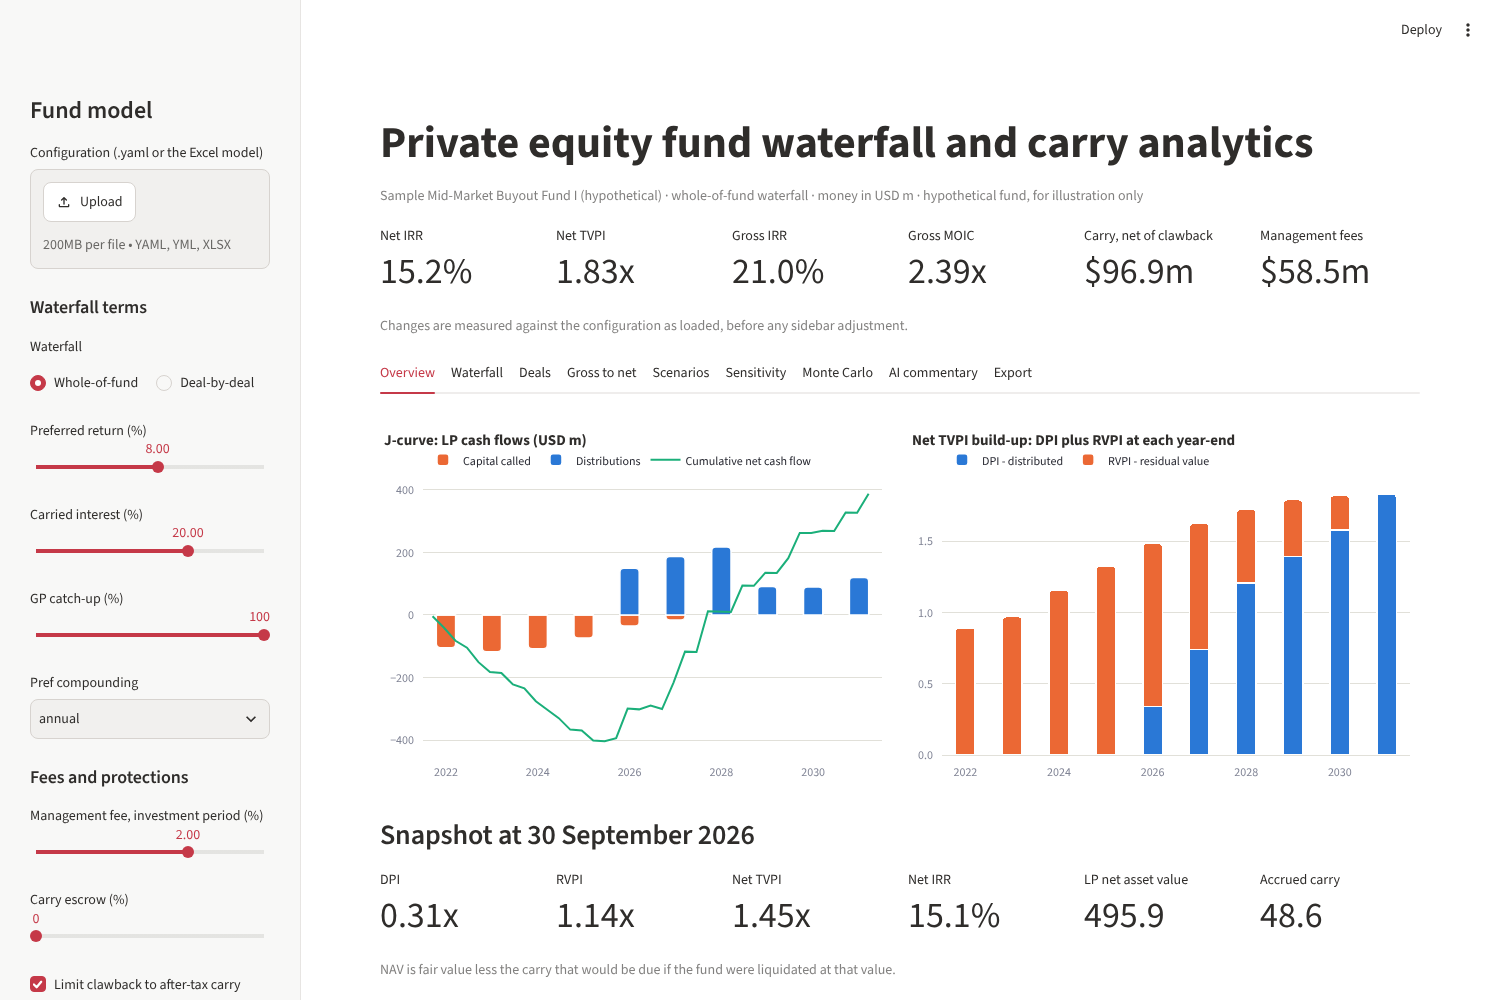 Deploy
Fund model
Configuration (.yaml or the Excel model)
Upload
200MB per file • YAML, YML, XLSX
Waterfall terms
Waterfall
Whole-of-fund
Deal-by-deal
Preferred return (%)
8.00
Carried interest (%)
20.00
GP catch-up (%)
100
Pref compounding
annual
Fees and protections
Management fee, investment period (%)
2.00
Carry escrow (%)
0
Limit clawback to after-tax carry
Private equity fund waterfall and carry analytics
Sample Mid-Market Buyout Fund I (hypothetical) · whole-of-fund waterfall · money in USD m · hypothetical fund, for illustration only
Net IRR Net TVPI Gross IRR Gross MOIC Carry, net of clawback Management fees
15.2% 1.83x 21.0% 2.39x $96.9m $58.5m
Changes are measured against the configuration as loaded, before any sidebar adjustment.
Overview Waterfall Deals Gross to net Scenarios Sensitivity Monte Carlo AI commentary Export
J-curve: LP cash flows (USD m)
Capital called Distributions Cumulative net cash flow
400
200
0
−200
−400
2022 2024 2026 2028 2030
Net TVPI build-up: DPI plus RVPI at each year-end
DPI - distributed RVPI - residual value
1.5
1.0
0.5
0.0
2022 2024 2026 2028 2030
Snapshot at 30 September 2026
DPI RVPI Net TVPI Net IRR LP net asset value Accrued carry
0.31x 1.14x 1.45x 15.1% 495.9 48.6
NAV is fair value less the carry that would be due if the fund were liquidated at that value.